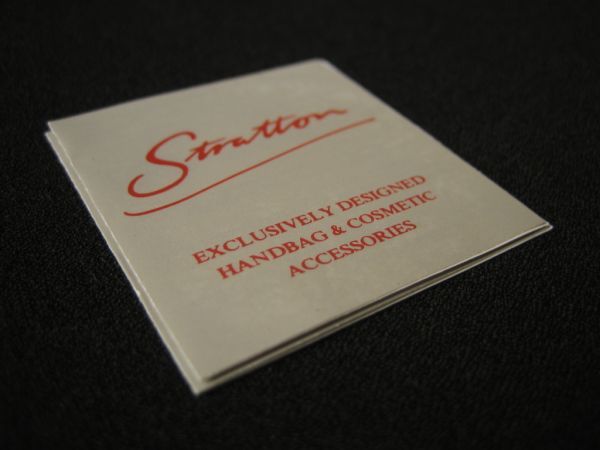 Stratton
EXCLUSIVELY DESIGNED
HANDBAG & COSMETIC
ACCESSORIES